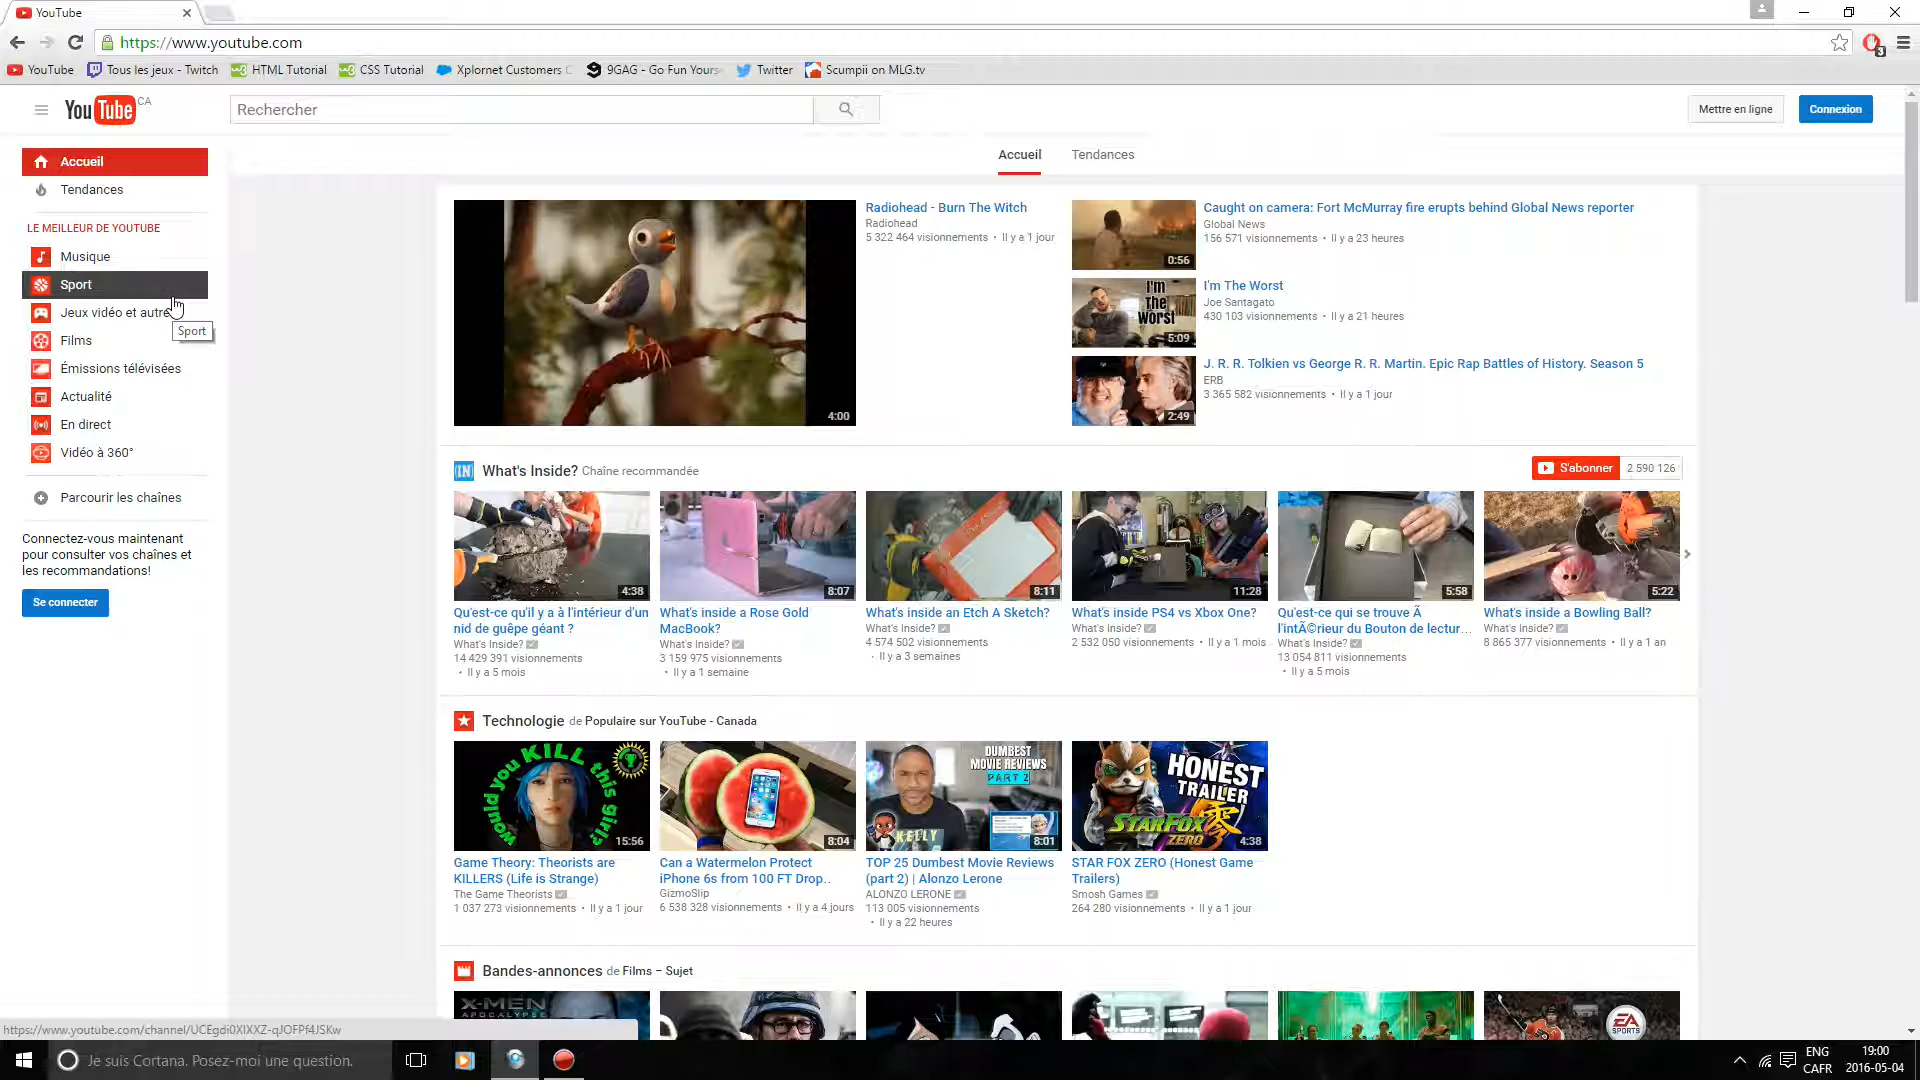 YouTube
https://www.youtube.com
3
YouTube
Tous les jeux - Twitch
HTML Tutorial
CSS Tutorial
Xplornet Customers
9GAG - Go Fun Yours
Twitter
Scumpii on MLG.tv
YouTube CA
Rechercher
Mettre en ligne
Connexion
Accueil
Tendances
Accueil
Tendances
LE MEILLEUR DE YOUTUBE
Musique
Sport
Jeux vidéo et autre
Sport
Films
Émissions télévisées
Actualité
En direct
Vidéo à 360°
Parcourir les chaînes
Connectez-vous maintenant
pour consulter vos chaînes et
les recommandations!
Se connecter
4:00
Radiohead - Burn The Witch
Radiohead
5 322 464 visionnements • Il y a 1 jour
0:56
Caught on camera: Fort McMurray fire erupts behind Global News reporter
Global News
156 571 visionnements • Il y a 23 heures
I'm
The
WORST
5:09
I'm The Worst
Joe Santagato
430 103 visionnements • Il y a 21 heures
2:49
J. R. R. Tolkien vs George R. R. Martin. Epic Rap Battles of History. Season 5
ERB
3 365 582 visionnements • Il y a 1 jour
IN What's Inside? Chaîne recommandée
S'abonner 2 590 126
4:38
Qu'est-ce qu'il y a à l'intérieur d'un
nid de guêpe géant ?
What's Inside?
14 429 391 visionnements
• Il y a 5 mois
8:07
What's inside a Rose Gold
MacBook?
What's Inside?
3 159 975 visionnements
• Il y a 1 semaine
8:11
What's inside an Etch A Sketch?
What's Inside?
4 574 502 visionnements
• Il y a 3 semaines
11:28
What's inside PS4 vs Xbox One?
What's Inside?
2 532 050 visionnements • Il y a 1 mois
5:58
Qu'est-ce qui se trouve Ã
l'intÃ©rieur du Bouton de lectur...
What's Inside?
13 054 811 visionnements
• Il y a 5 mois
5:22
What's inside a Bowling Ball?
What's Inside?
8 865 377 visionnements • Il y a 1 an
Technologie de Populaire sur YouTube - Canada
would you KILL this girl?
15:56
Game Theory: Theorists are
KILLERS (Life is Strange)
The Game Theorists
1 037 273 visionnements • Il y a 1 jour
8:04
Can a Watermelon Protect
iPhone 6s from 100 FT Drop..
GizmoSlip
6 538 328 visionnements • Il y a 4 jours
DUMBEST
MOVIE REVIEWS
PART 2
8:01
TOP 25 Dumbest Movie Reviews
(part 2) | Alonzo Lerone
ALONZO LERONE
113 005 visionnements
• Il y a 22 heures
HONEST
TRAILER
STARFOX
ZERO
4:38
STAR FOX ZERO (Honest Game
Trailers)
Smosh Games
264 280 visionnements • Il y a 1 jour
Bandes-annonces de Films – Sujet
X-MEN
APOCALYPSE
EA
SPORTS
https://www.youtube.com/channel/UCEgdi0XIXXZ-qJOFPf4JSKw
Je suis Cortana. Posez-moi une question.
ENG
CAFR
19:00
2016-05-04